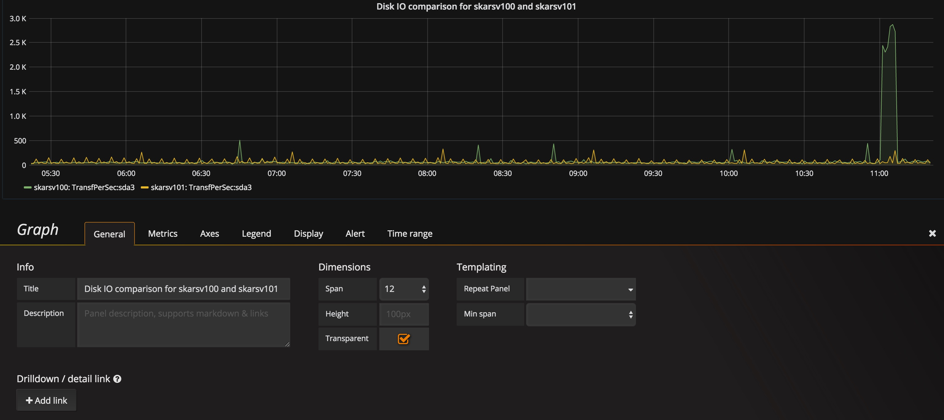 Disk IO comparison for skarsv100 and skarsv101
3.0 K
2.5 K
2.0 K
1.5 K
1.0 K
500
0
05:30 06:00 06:30 07:00 07:30 08:00 08:30 09:00 09:30 10:00 10:30 11:00
skarsv100: TransfPerSec:sda3 skarsv101: TransfPerSec:sda3
Graph General Metrics Axes Legend Display Alert Time range
Info Dimensions Templating
Title Disk IO comparison for skarsv100 and skarsv101 Span 12 Repeat Panel
Description Panel description, supports markdown & links Height 100px Min span
Transparent
Drilldown / detail link
+ Add link